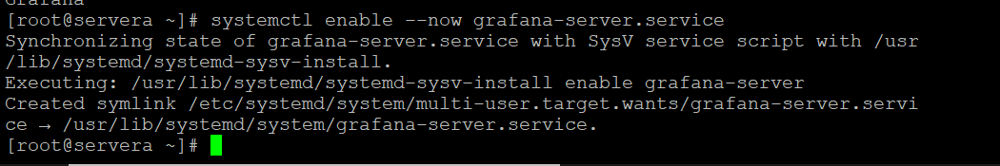 Grafana
[root@servera ~]# systemctl enable --now grafana-server.service
Synchronizing state of grafana-server.service with SysV service script with /usr
/lib/systemd/systemd-sysv-install.
Executing: /usr/lib/systemd/systemd-sysv-install enable grafana-server
Created symlink /etc/systemd/system/multi-user.target.wants/grafana-server.servi
ce → /usr/lib/systemd/system/grafana-server.service.
[root@servera ~]#